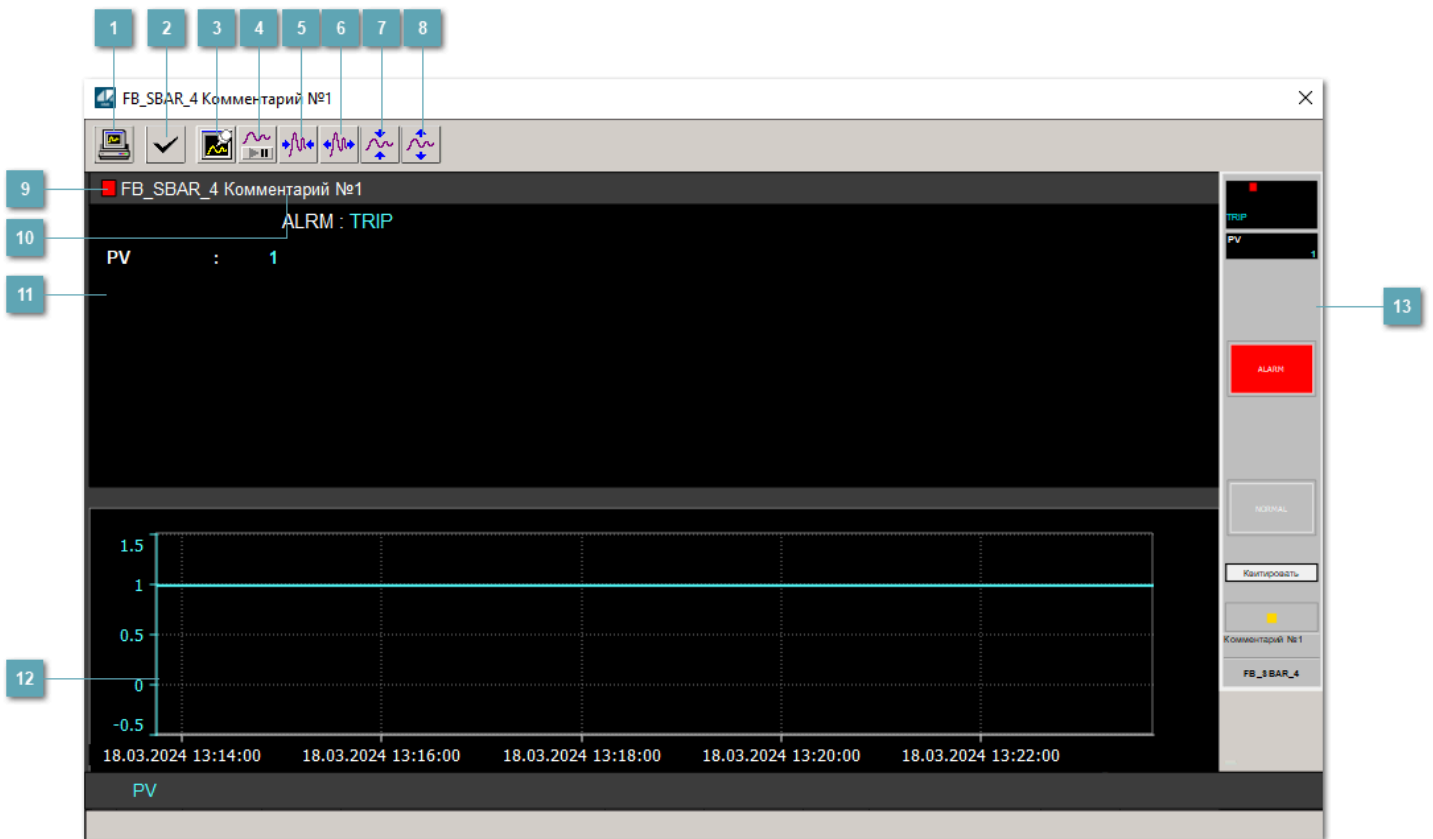 1 2 3 4 5 6 7 8
FB_SBAR_4 Комментарий №1
9
FB_SBAR_4 Комментарий №1
10
ALRM : TRIP
PV : 1
11
TRIP
PV
1
13
ALARM
NORMAL
Квитировать
Комментарий №1
FB_SBAR_4
1.5
1
0.5
12
0
-0.5
18.03.2024 13:14:00 18.03.2024 13:16:00 18.03.2024 13:18:00 18.03.2024 13:20:00 18.03.2024 13:22:00
PV